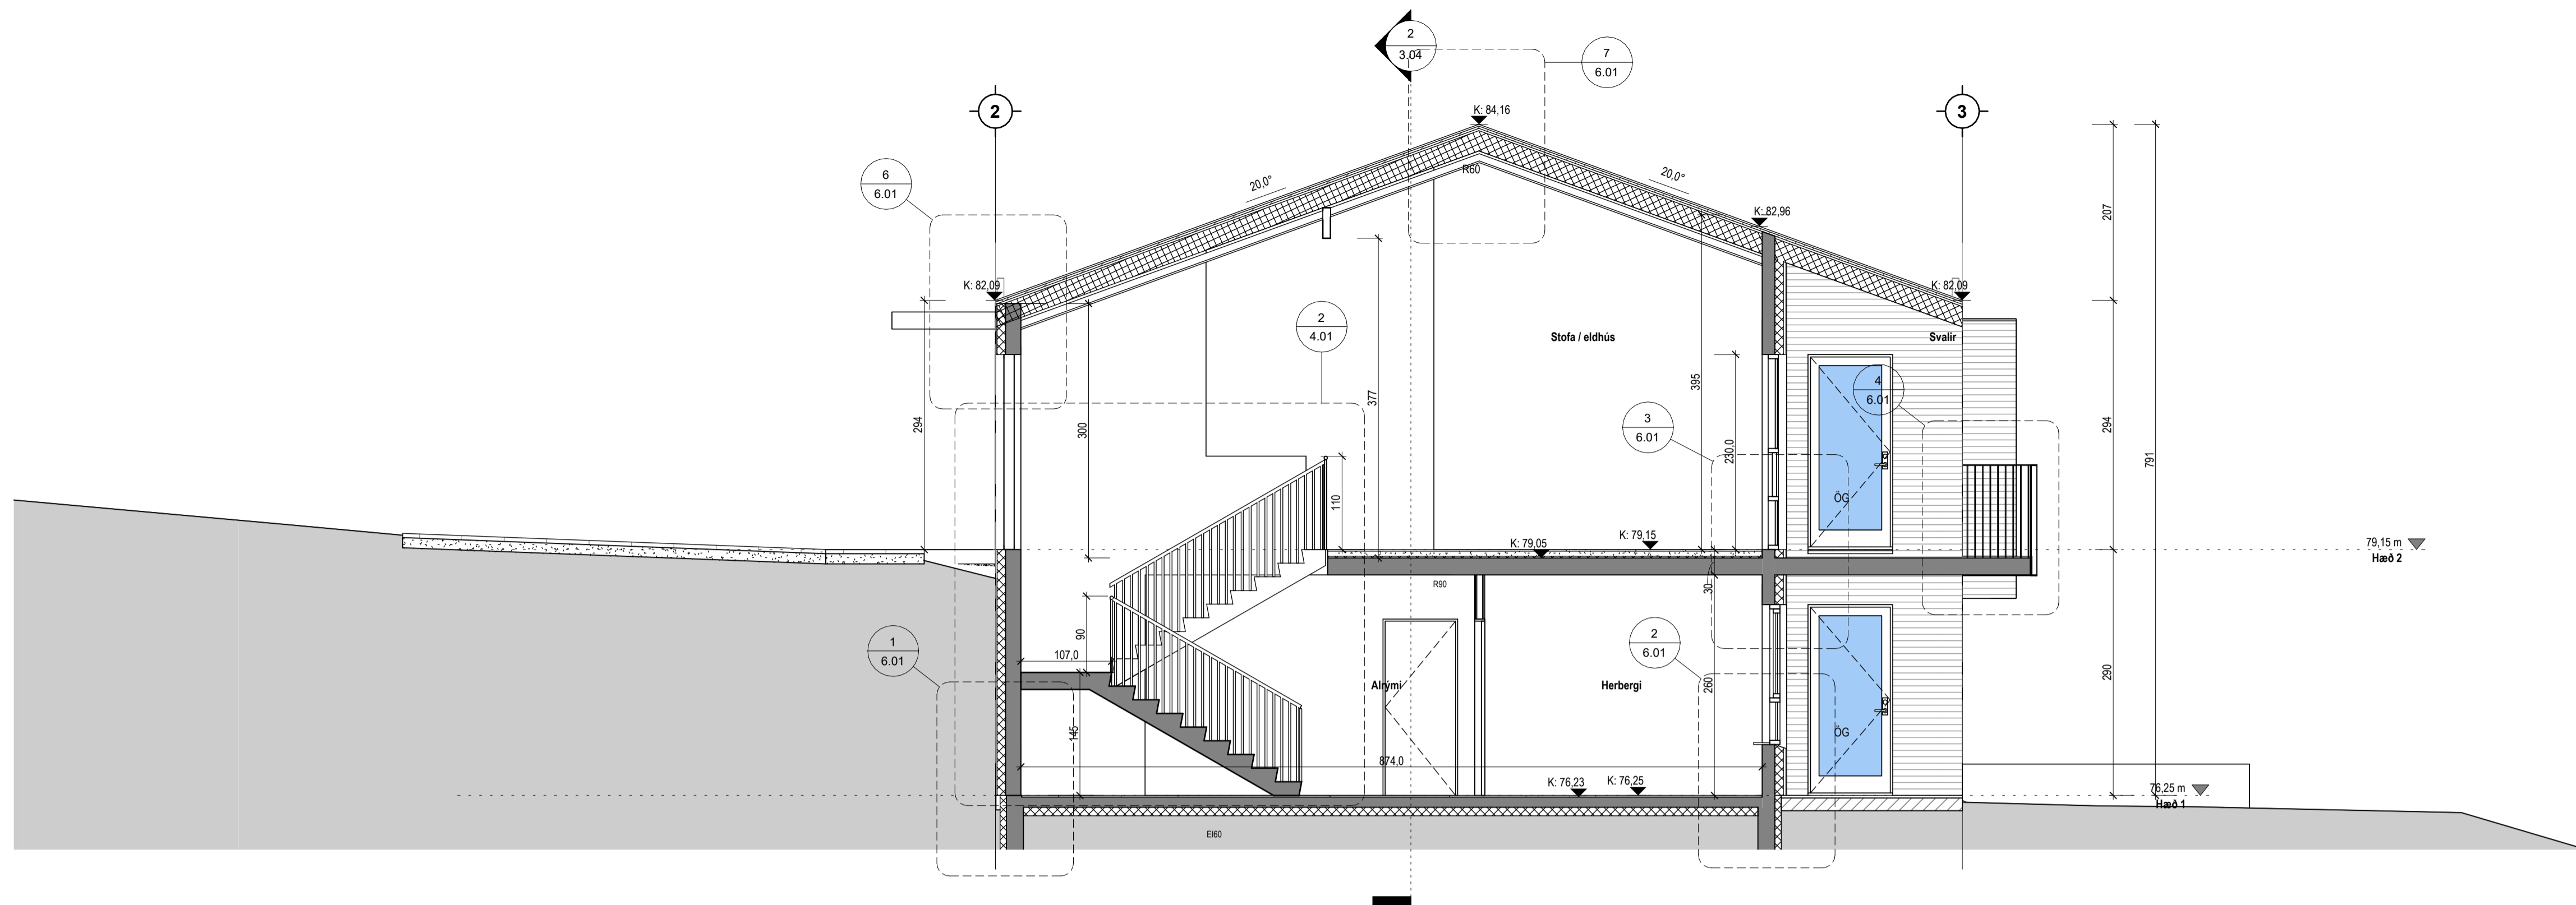 2
3.04
7
6.01
2
3
K: 84,16
6
6.01
20,0°
R60
20,0°
K: 82,96
207
K: 82,09
K: 82,09
2
4.01
Stofa / eldhús
Svalir
294
300
377
395
230,0
3
6.01
4
6.01
294
791
110
ÖG
K: 79,05
K: 79,15
79,15 m
Hæð 2
R90
30
90
107,0
1
6.01
2
6.01
Alrými
Herbergi
260
290
145
874,0
ÖG
K: 76,23
K: 76,25
76,25 m
Hæð 1
EI60